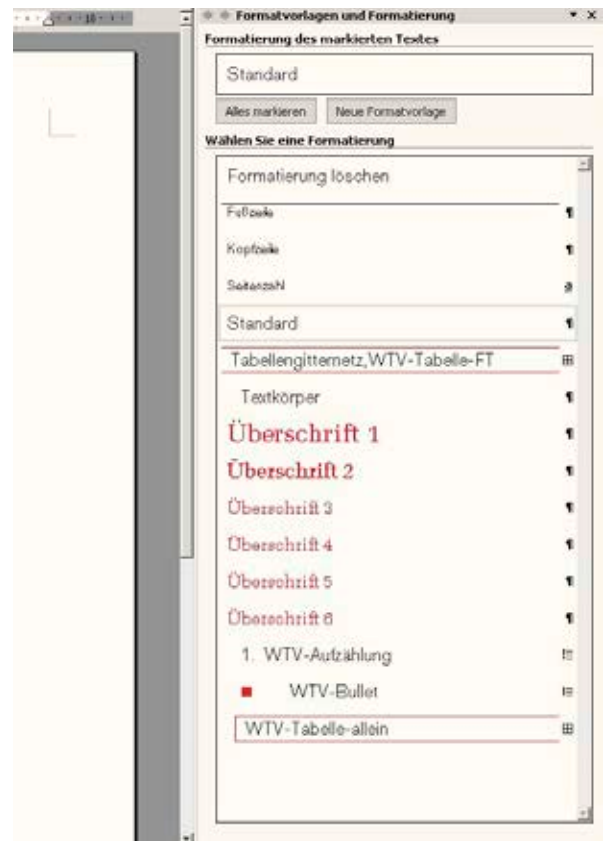 18
Formatvorlagen und Formatierung
Formatierung des markierten Textes
Standard
Alles markieren Neue Formatvorlage
Wählen Sie eine Formatierung
Formatierung löschen
Fußzeile
Kopfzeile
Seitenzahl
Standard
Tabellengitternetz,WTV-Tabelle-FT
Textkörper
Überschrift 1
Überschrift 2
Überschrift 3
Überschrift 4
Überschrift 5
Überschrift 6
1. WTV-Aufzählung
WTV-Bullet
WTV-Tabelle-allein